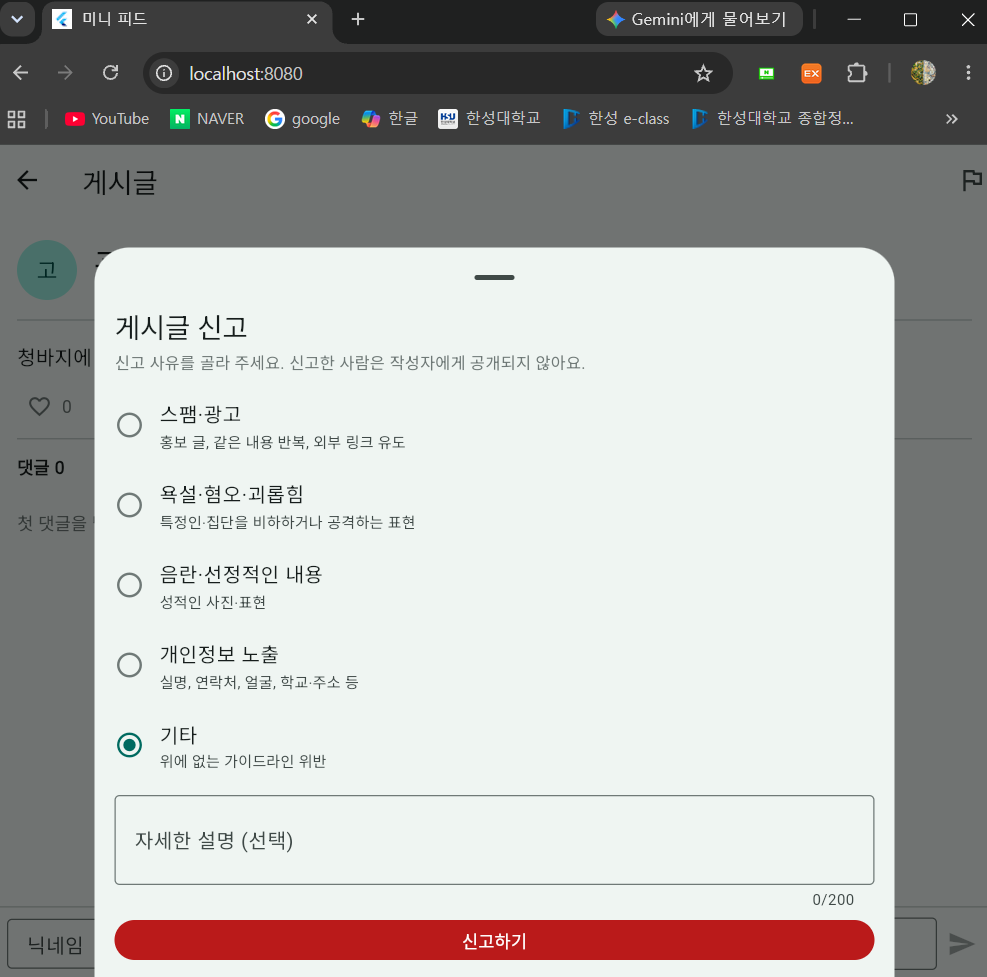 미니 피드
Gemini에게 물어보기
localhost:8080
N
EX
YouTube
N NAVER
google
한글
HSU 한성대학교
한성 e-class
한성대학교 종합정...
게시글
고
청바지에
0
댓글 0
첫 댓글을
게시글 신고
신고 사유를 골라 주세요. 신고한 사람은 작성자에게 공개되지 않아요.
스팸·광고
홍보 글, 같은 내용 반복, 외부 링크 유도
욕설·혐오·괴롭힘
특정인·집단을 비하하거나 공격하는 표현
음란·선정적인 내용
성적인 사진·표현
개인정보 노출
실명, 연락처, 얼굴, 학교·주소 등
기타
위에 없는 가이드라인 위반
자세한 설명 (선택)
0/200
닉네임
신고하기